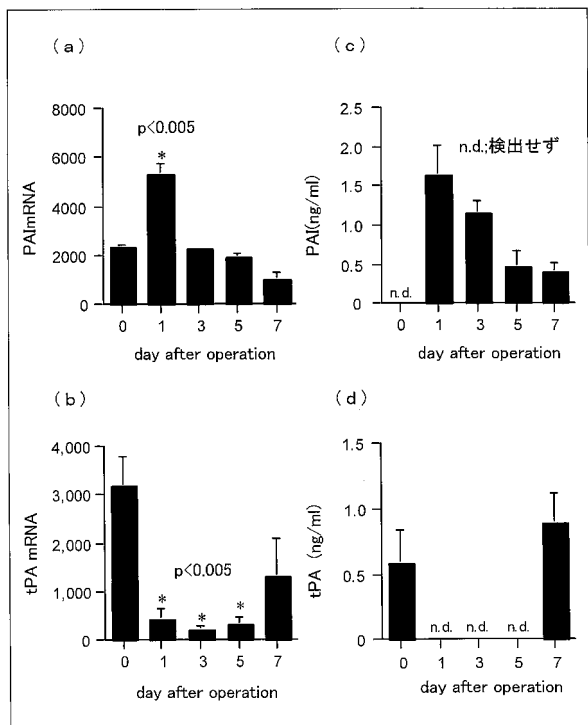 (a)
8000
6000
4000
2000
0
PAImRNA
p<0.005
*
0 1 3 5 7
day after operation
(c)
2.5
2.0
1.5
1.0
0.5
0
PAI(ng/ml)
n.d.;検出せず
n.d.
0 1 3 5 7
day after operation
(b)
4,000
3,000
2,000
1,000
0
tPA mRNA
p<0.005
* * *
0 1 3 5 7
day after operation
(d)
1.5
1.0
0.5
0
tPA (ng/ml)
n.d. n.d. n.d.
0 1 3 5 7
day after operation